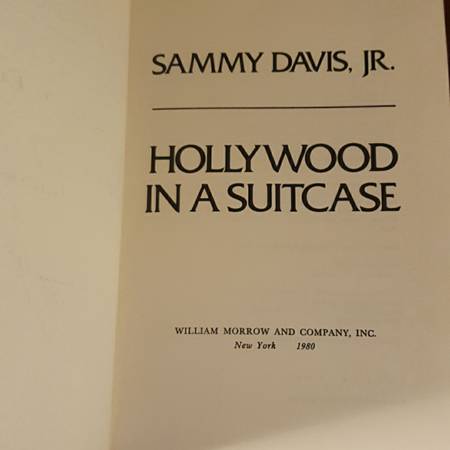 SAMMY DAVIS, JR.
HOLLYWOOD
IN A SUITCASE
WILLIAM MORROW AND COMPANY, INC.
New York 1980